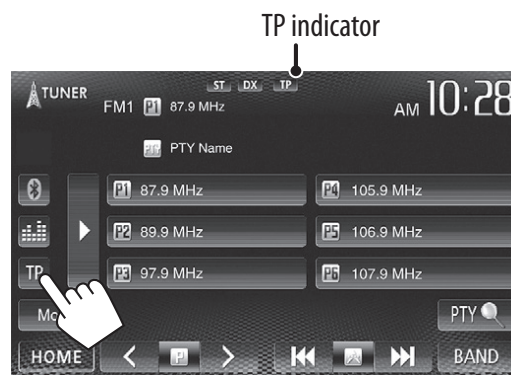 TP indicator
TUNER
ST DX TP
FM1 P1 87.9 MHz
AM 10:28
PTY Name
P1 87.9 MHz
P4 105.9 MHz
P2 89.9 MHz
P5 106.9 MHz
TP
P3 97.9 MHz
P6 107.9 MHz
PTY
HOME
P
BAND